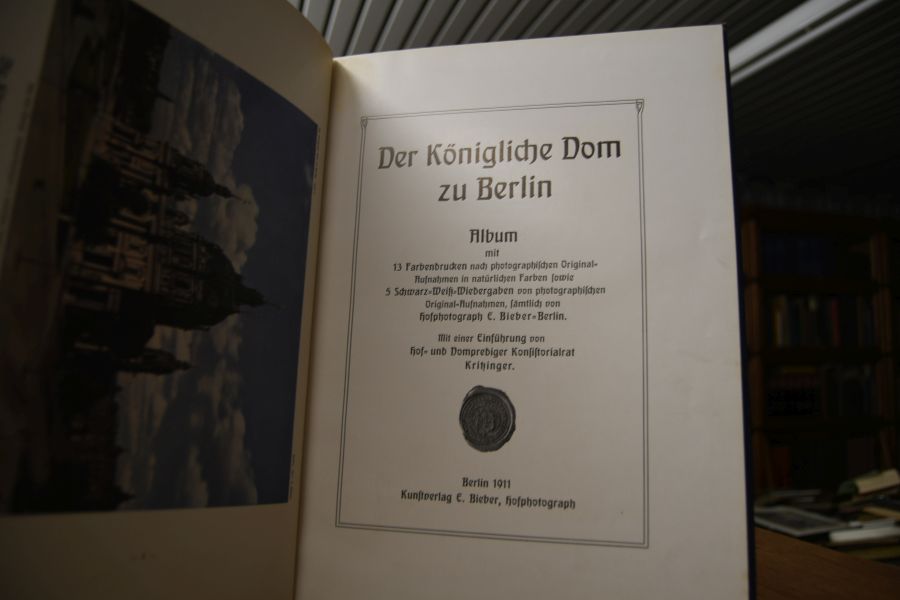 Der Königliche Dom
zu Berlin
Album
mit
13 Farbendrucken nach photographischen Original-
Aufnahmen in natürlichen Farben sowie
5 Schwarz-Weiß-Wiedergaben von photographischen
Original-Aufnahmen, sämtlich von
Hofphotograph E. Bieber-Berlin.
Mit einer Einführung von
Hof- und Domprediger Konsistorialrat
Kritzinger.
Berlin 1911
Kunstverlag E. Bieber, Hofphotograph